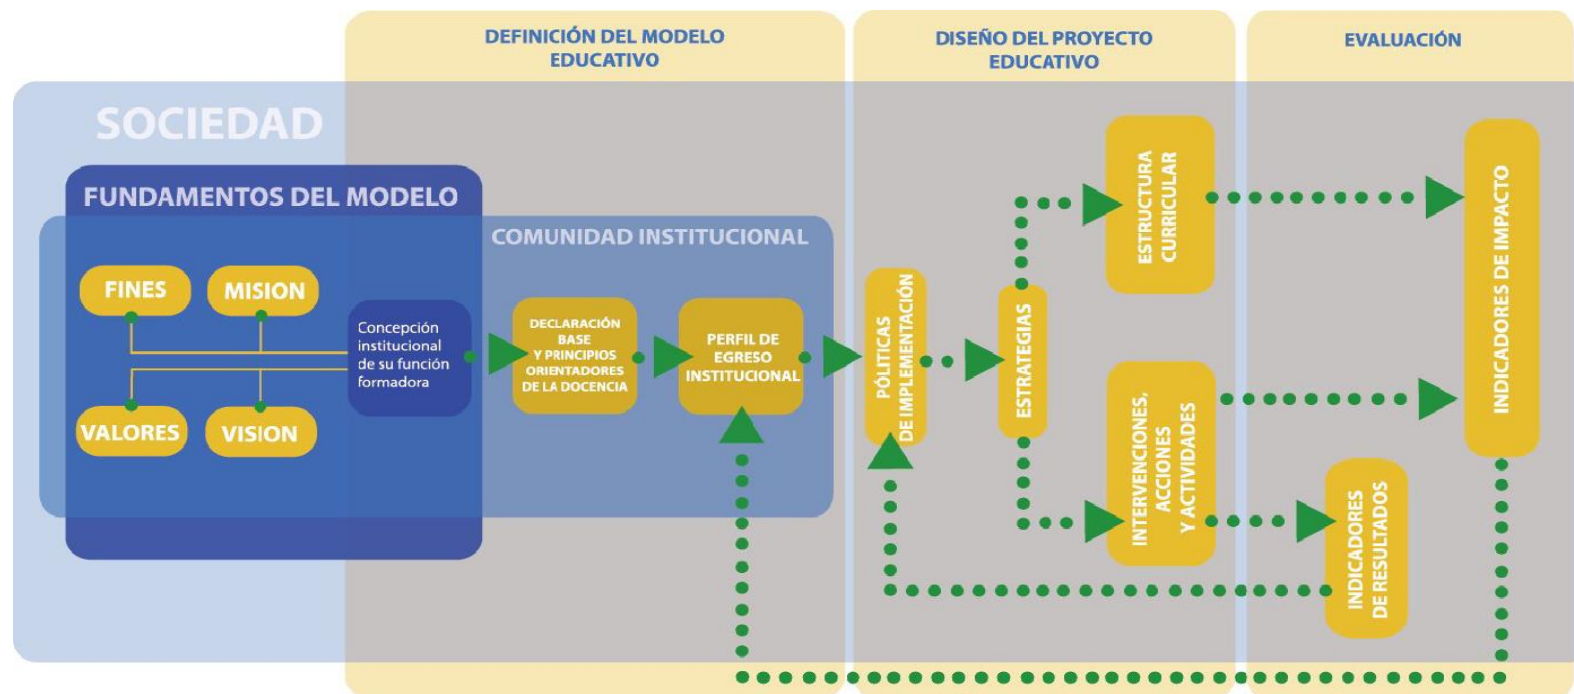 DEFINICIÓN DEL MODELO
EDUCATIVO
DISEÑO DEL PROYECTO
EDUCATIVO
EVALUACIÓN
SOCIEDAD
FUNDAMENTOS DEL MODELO
COMUNIDAD INSTITUCIONAL
FINES
MISION
VALORES
VISION
Concepción
institucional
de su función
formadora
DECLARACIÓN
BASE
Y PRINCIPIOS
ORIENTADORES
DE LA DOCENCIA
PERFIL DE
EGRESO
INSTITUCIONAL
PÓLITICAS
DE IMPLEMENTACIÓN
ESTRATEGIAS
ESTRUCTURA
CURRICULAR
INTERVENCIONES,
ACCIONES
Y ACTIVIDADES
INDICADORES
DE RESULTADOS
INDICADORES DE IMPACTO